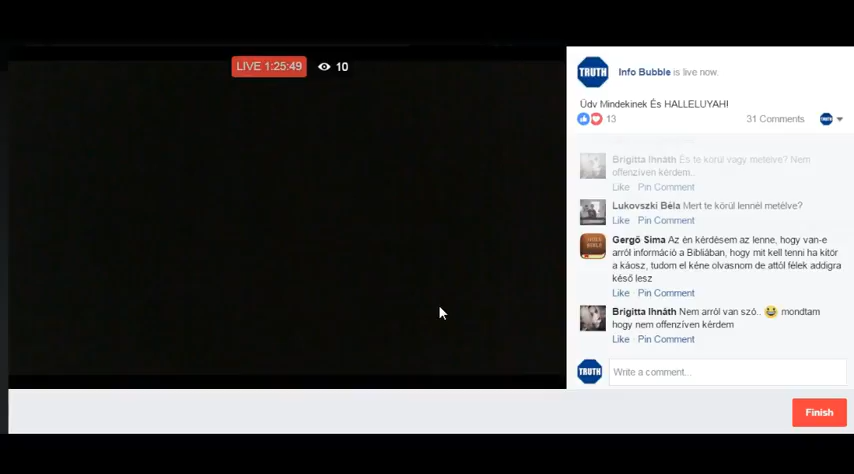 LIVE 1:25:49 10
TRUTH
Info Bubble is live now.
Üdv Mindekinek És HALLELUYAH!
13 31 Comments
TRUTH
Brigitta Ihnáth És te körül vagy metélve? Nem
offenzíven kérdem..
Like · Pin Comment
Lukovszki Béla Mert te körül lennél metélve?
Like · Pin Comment
HOLY BIBLE
Gergő Sima Az én kérdésem az lenne, hogy van-e
arról információ a Bibliában, hogy mit kell tenni ha kitör
a káosz, tudom el kéne olvasnom de attól félek addigra
késő lesz
Like · Pin Comment
Brigitta Ihnáth Nem arról van szó.. 😂 mondtam
hogy nem offenzíven kérdem
Like · Pin Comment
TRUTH
Write a comment...
Finish